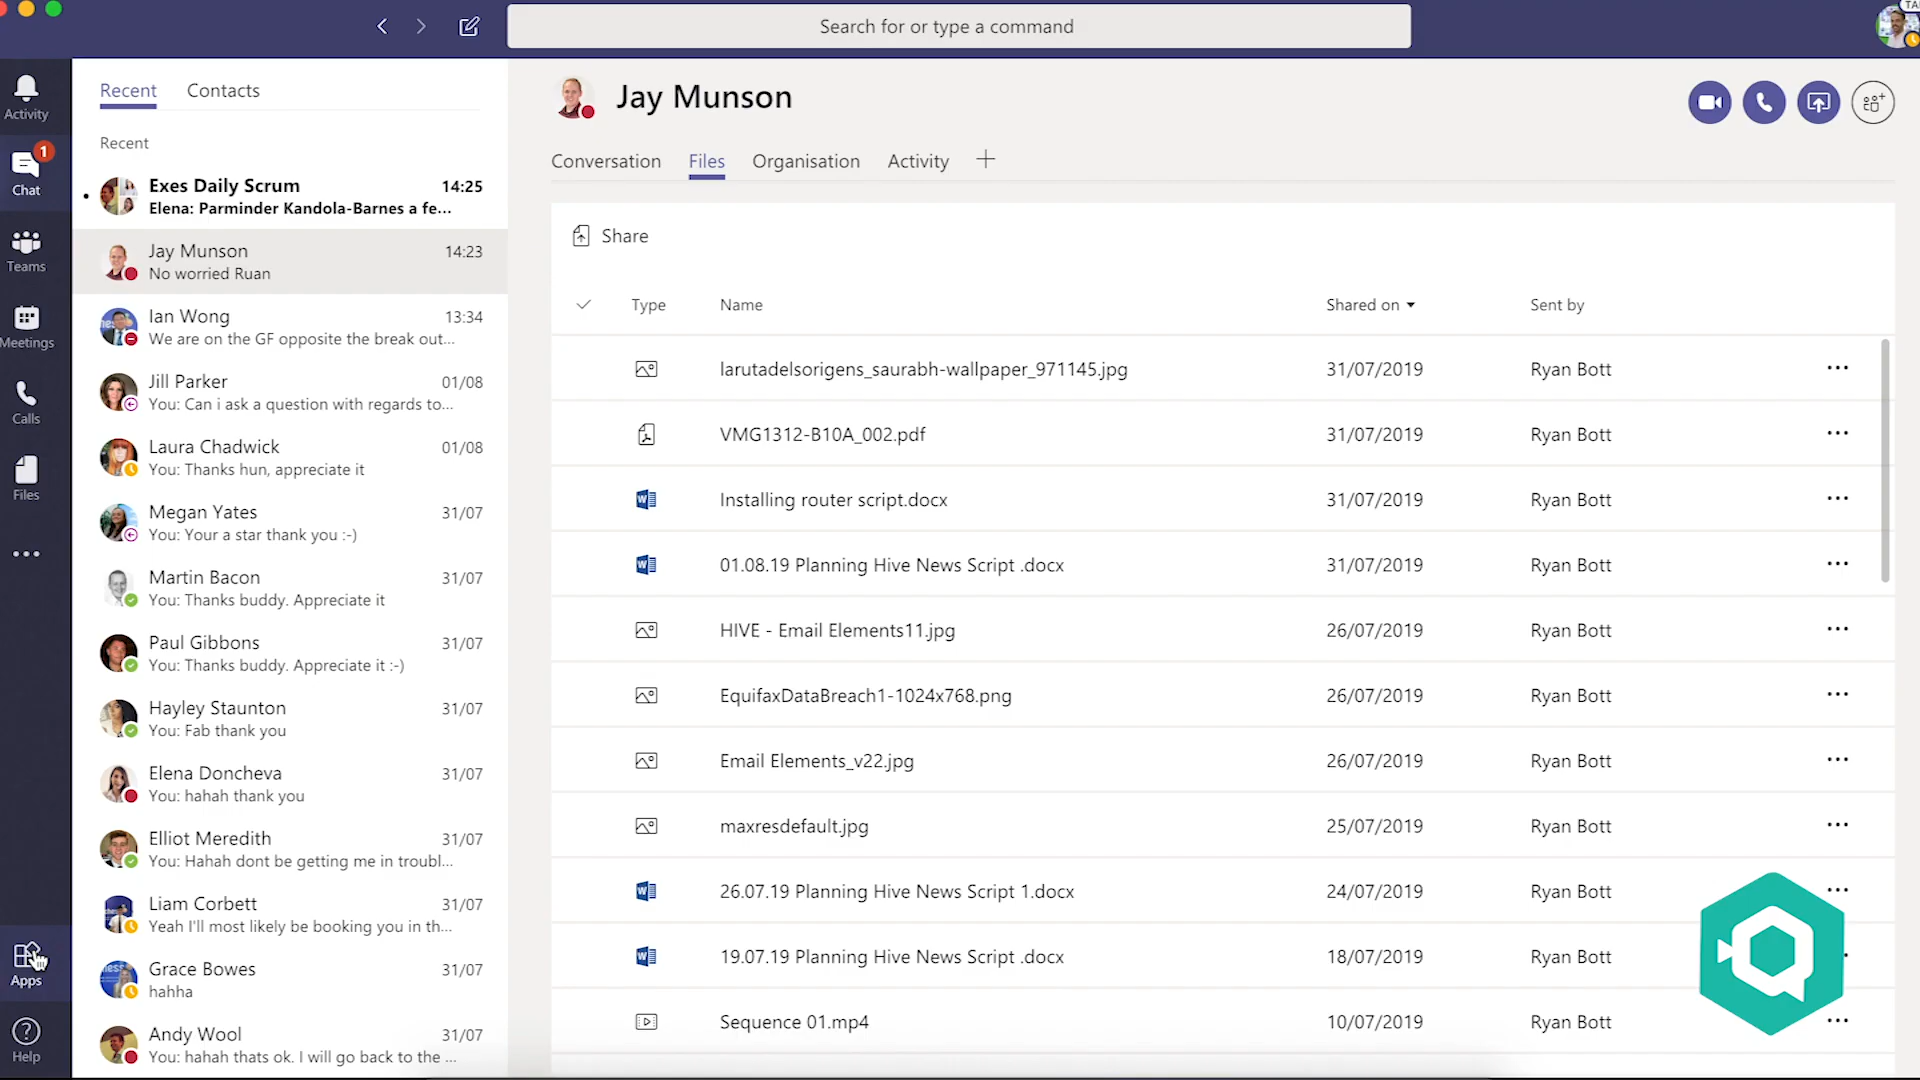 Search for or type a command
TA
Activity
1
Chat
Teams
Meetings
Calls
Files
Apps
Help
Recent
Contacts
Recent
Exes Daily Scrum 14:25
Elena: Parminder Kandola-Barnes a fe...
Jay Munson 14:23
No worried Ruan
Ian Wong 13:34
We are on the GF opposite the break out...
Jill Parker 01/08
You: Can i ask a question with regards to...
Laura Chadwick 01/08
You: Thanks hun, appreciate it
Megan Yates 31/07
You: Your a star thank you :-)
Martin Bacon 31/07
You: Thanks buddy. Appreciate it
Paul Gibbons 31/07
You: Thanks buddy. Appreciate it :-)
Hayley Staunton 31/07
You: Fab thank you
Elena Doncheva 31/07
You: hahah thank you
Elliot Meredith 31/07
You: Hahah dont be getting me in troubl...
Liam Corbett 31/07
Yeah I'll most likely be booking you in th...
Grace Bowes 31/07
hahha
Andy Wool 31/07
You: hahah thats ok. I will go back to the ...
Jay Munson
Conversation Files Organisation Activity
Share
Type Name Shared on Sent by
larutadelsorigens_saurabh-wallpaper_971145.jpg 31/07/2019 Ryan Bott
VMG1312-B10A_002.pdf 31/07/2019 Ryan Bott
Installing router script.docx 31/07/2019 Ryan Bott
01.08.19 Planning Hive News Script .docx 31/07/2019 Ryan Bott
HIVE - Email Elements11.jpg 26/07/2019 Ryan Bott
EquifaxDataBreach1-1024x768.png 26/07/2019 Ryan Bott
Email Elements_v22.jpg 26/07/2019 Ryan Bott
maxresdefault.jpg 25/07/2019 Ryan Bott
26.07.19 Planning Hive News Script 1.docx 24/07/2019 Ryan Bott
19.07.19 Planning Hive News Script .docx 18/07/2019 Ryan Bott
Sequence 01.mp4 10/07/2019 Ryan Bott